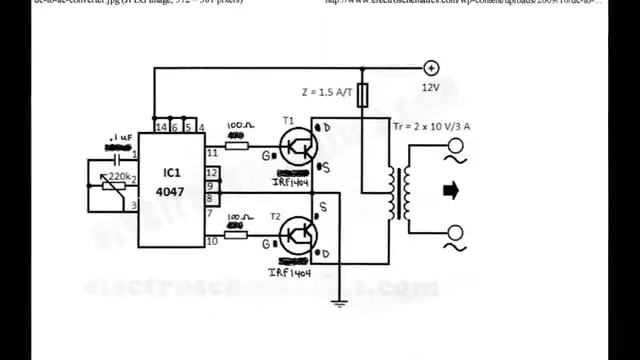 dc-to-ac-converter.jpg (JPEG Image, 572 × 381 pixels)
http://www.electroschematics.com/wp-content/uploads/2009/10/dc-to-...
+
Z = 1.5 A/T
12V
100Ω
T1
D
Tr = 2 x 10 V/3 A
14 6 5 4
.1uF
1
11
G
S
220k
2
IC1
4047
12
9
8
IRF1404
3
7
100Ω
T2
S
10
G
D
IRF1404